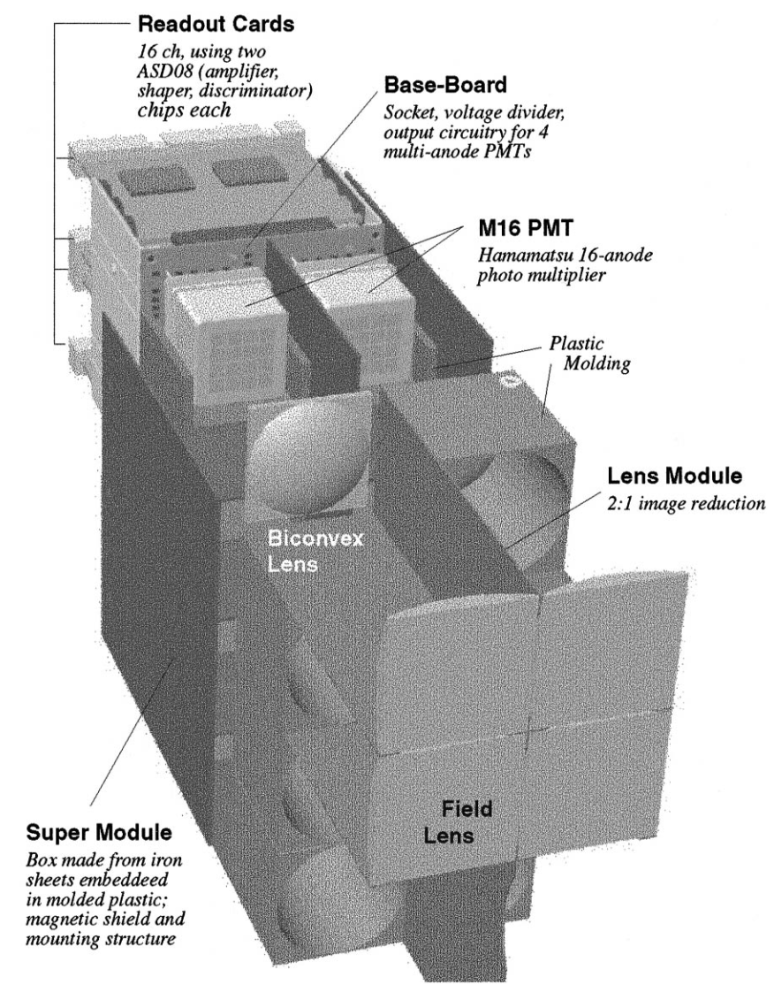 Readout Cards
16 ch, using two
ASD08 (amplifier,
shaper, discriminator)
chips each
Base-Board
Socket, voltage divider,
output circuitry for 4
multi-anode PMTs
M16 PMT
Hamamatsu 16-anode
photo multiplier
Plastic
Molding
Lens Module
2:1 image reduction
Biconvex
Lens
Field
Lens
Super Module
Box made from iron
sheets embeddeed
in molded plastic;
magnetic shield and
mounting structure